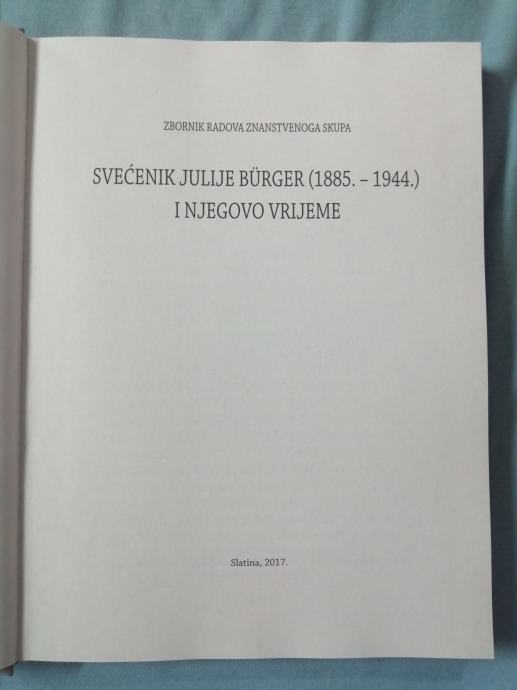 ZBORNIK RADOVA ZNANSTVENOGA SKUPA
SVEĆENIK JULIJE BÜRGER (1885. – 1944.)
I NJEGOVO VRIJEME
Slatina, 2017.